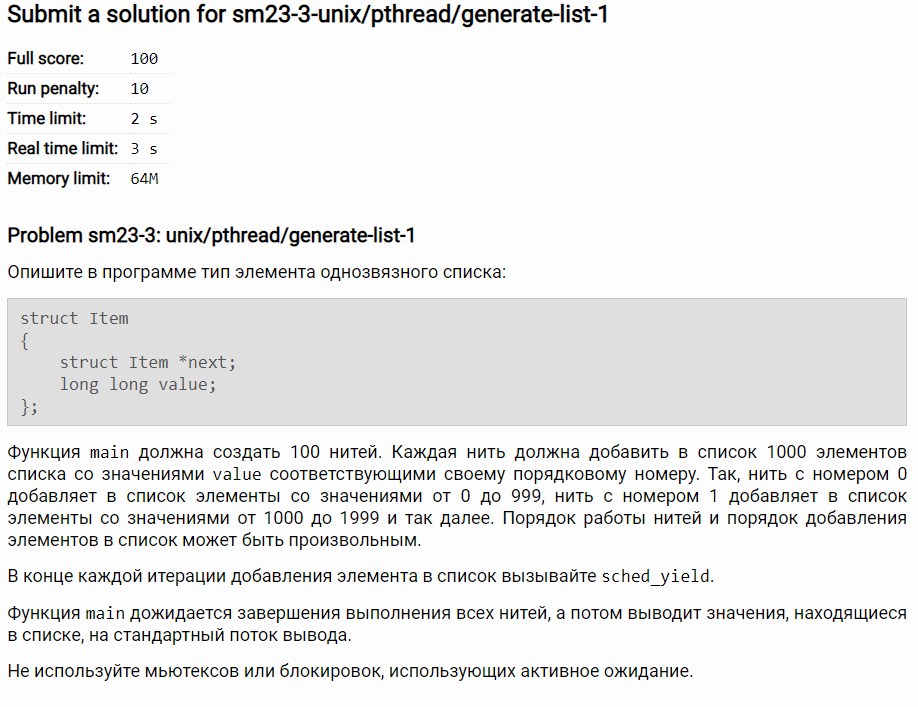 Submit a solution for sm23-3-unix/pthread/generate-list-1
Full score: 100
Run penalty: 10
Time limit: 2 s
Real time limit: 3 s
Memory limit: 64M
Problem sm23-3: unix/pthread/generate-list-1
Опишите в программе тип элемента однозвязного списка:
struct Item
{
    struct Item *next;
    long long value;
};
Функция main должна создать 100 нитей. Каждая нить должна добавить в список 1000 элементов
списка со значениями value соответствующими своему порядковому номеру. Так, нить с номером 0
добавляет в список элементы со значениями от 0 до 999, нить с номером 1 добавляет в список
элементы со значениями от 1000 до 1999 и так далее. Порядок работы нитей и порядок добавления
элементов в список может быть произвольным.
В конце каждой итерации добавления элемента в список вызывайте sched_yield.
Функция main дожидается завершения выполнения всех нитей, а потом выводит значения, находящиеся
в списке, на стандартный поток вывода.
Не используйте мьютексов или блокировок, использующих активное ожидание.